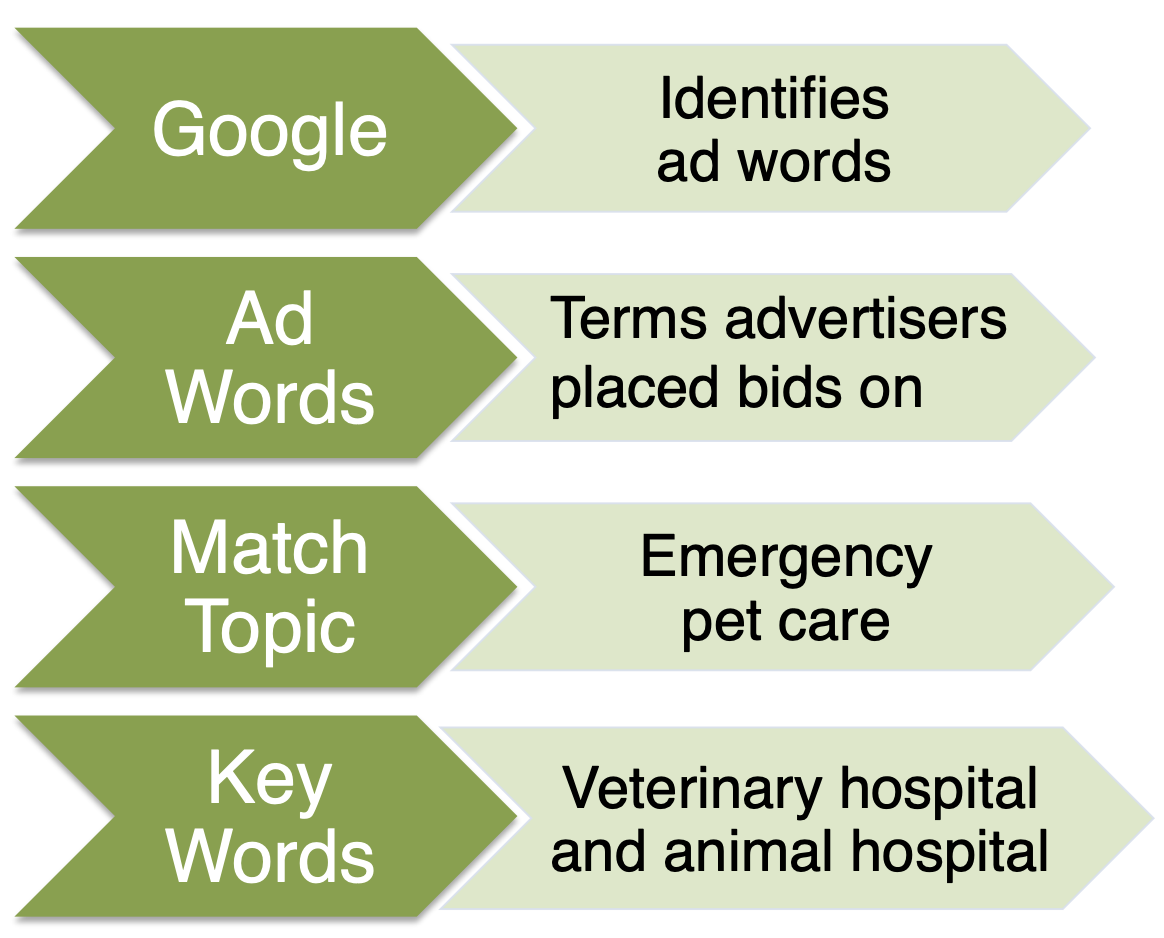 Google
Identifies
ad words
Ad
Words
Terms advertisers
placed bids on
Match
Topic
Emergency
pet care
Key
Words
Veterinary hospital
and animal hospital